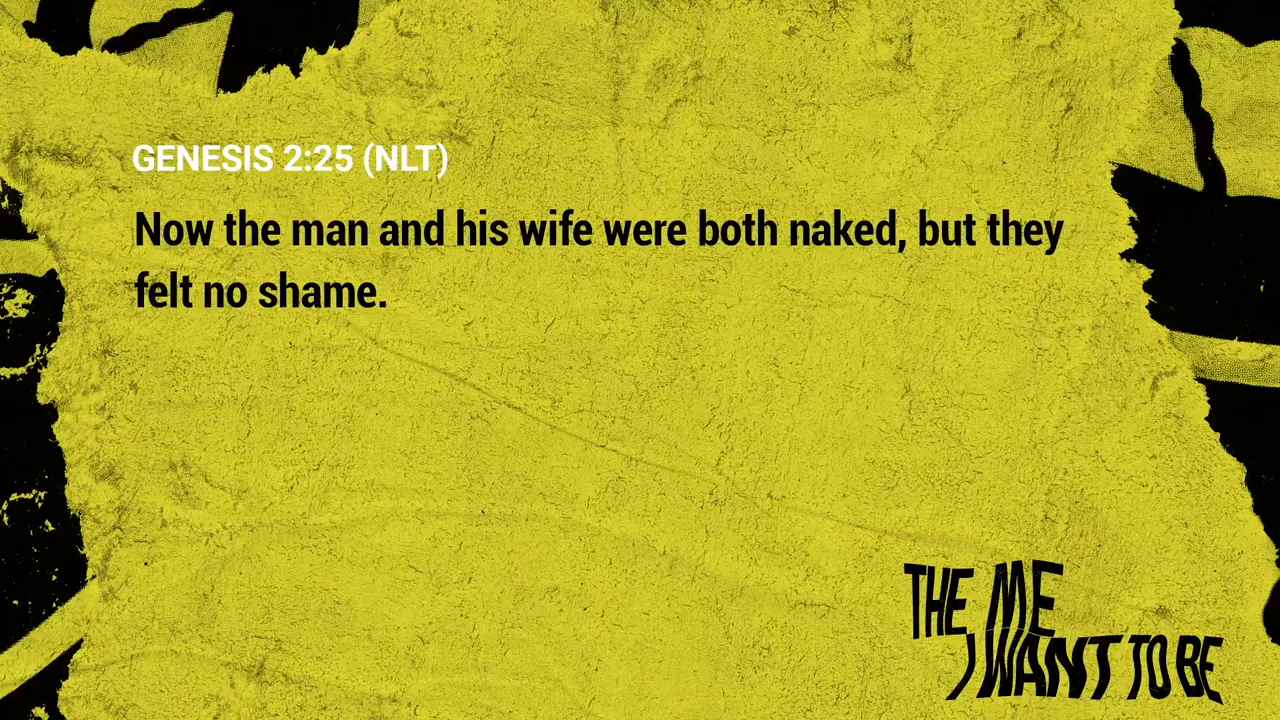 GENESIS 2:25 (NLT)
Now the man and his wife were both naked, but they
felt no shame.
THE ME
I WANT TO BE